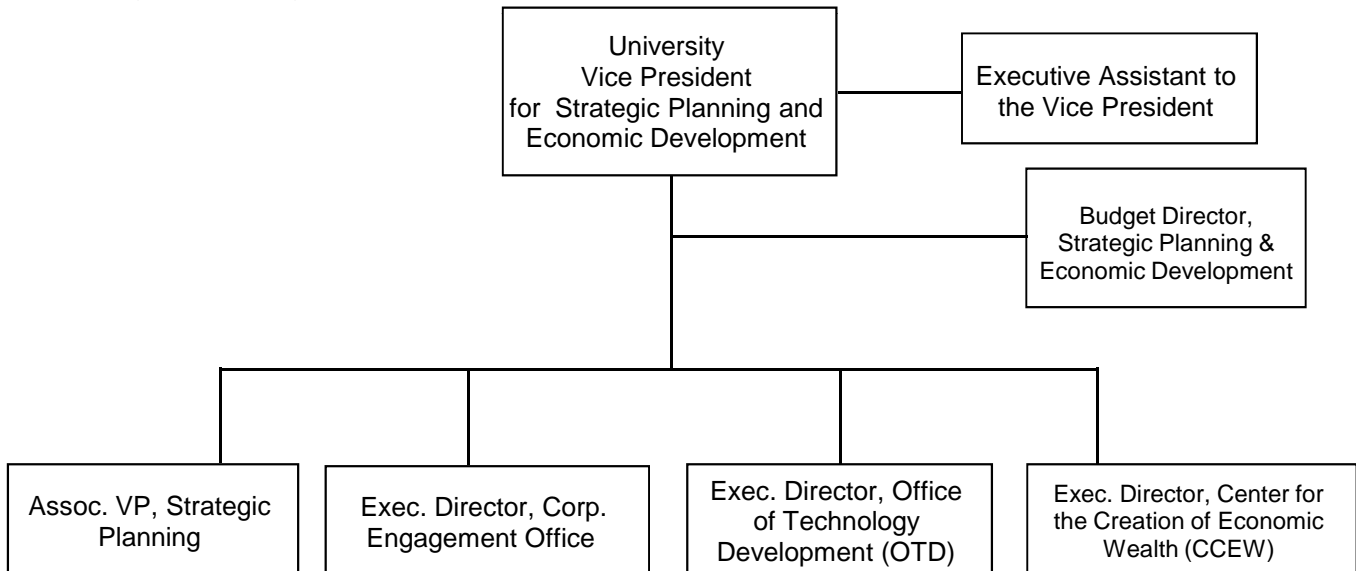 University
Vice President
for Strategic Planning and
Economic Development
Executive Assistant to
the Vice President
Budget Director,
Strategic Planning &
Economic Development
Assoc. VP, Strategic
Planning
Exec. Director, Corp.
Engagement Office
Exec. Director, Office
of Technology
Development (OTD)
Exec. Director, Center for
the Creation of Economic
Wealth (CCEW)